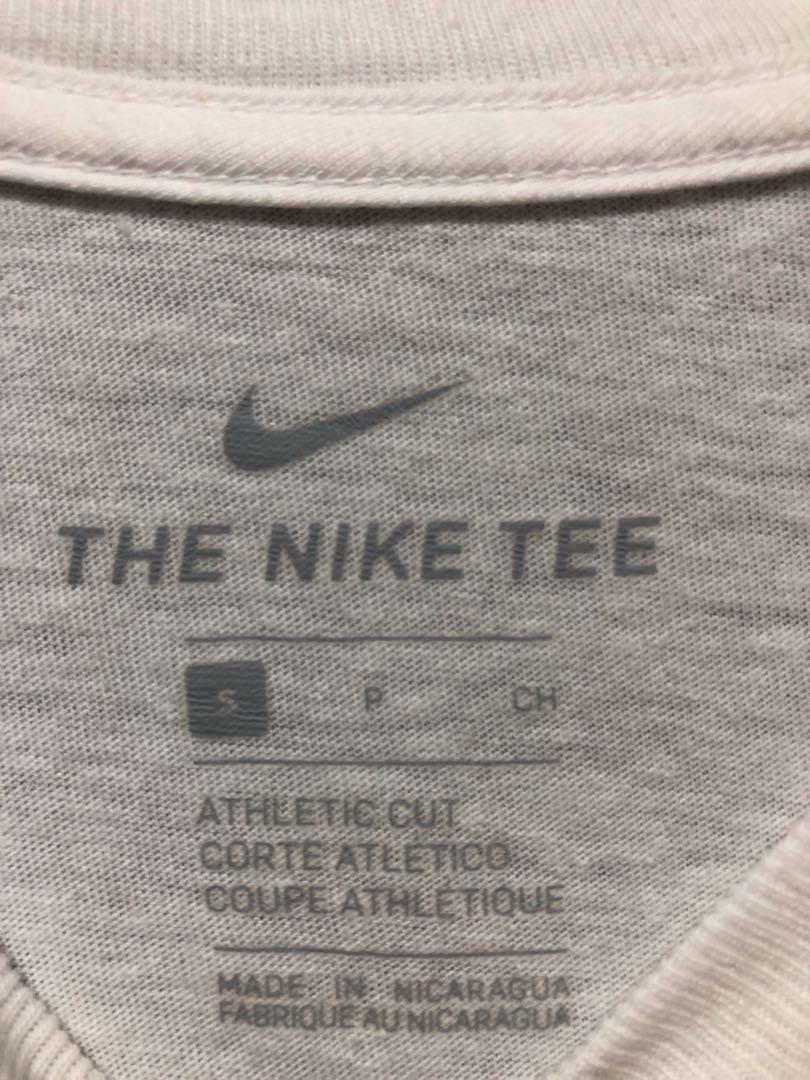 THE NIKE TEE
S P CH
ATHLETIC CUT
CORTE ATLETICO
COUPE ATHLETIQUE
MADE IN NICARAGUA
FABRIQUE AU NICARAGUA